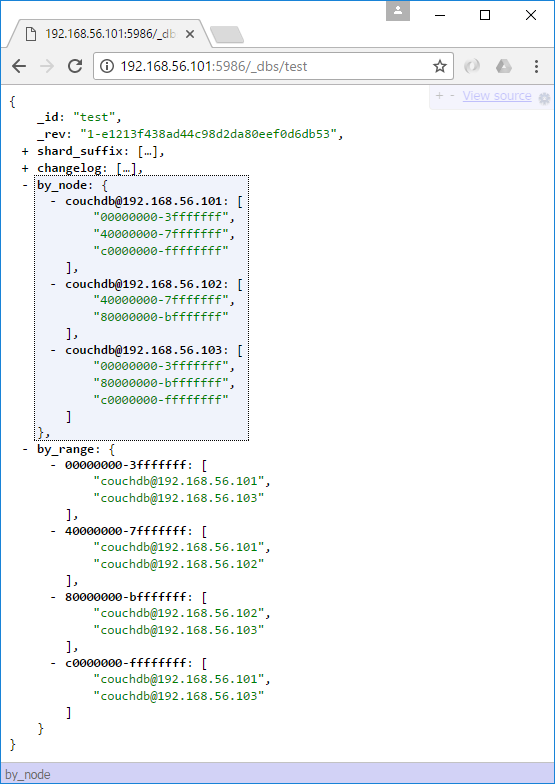 192.168.56.101:5986/_dbs
192.168.56.101:5986/_dbs/test
+ - View source
{
_id: "test",
_rev: "1-e1213f438ad44c98d2da80eef0d6db53",
+ shard_suffix: […],
+ changelog: […],
- by_node: {
- couchdb@192.168.56.101: [
"00000000-3fffffff",
"40000000-7fffffff",
"c0000000-ffffffff"
],
- couchdb@192.168.56.102: [
"40000000-7fffffff",
"80000000-bfffffff"
],
- couchdb@192.168.56.103: [
"00000000-3fffffff",
"80000000-bfffffff",
"c0000000-ffffffff"
]
},
- by_range: {
- 00000000-3fffffff: [
"couchdb@192.168.56.101",
"couchdb@192.168.56.103"
],
- 40000000-7fffffff: [
"couchdb@192.168.56.101",
"couchdb@192.168.56.102"
],
- 80000000-bfffffff: [
"couchdb@192.168.56.102",
"couchdb@192.168.56.103"
],
- c0000000-ffffffff: [
"couchdb@192.168.56.101",
"couchdb@192.168.56.103"
]
}
}
by_node